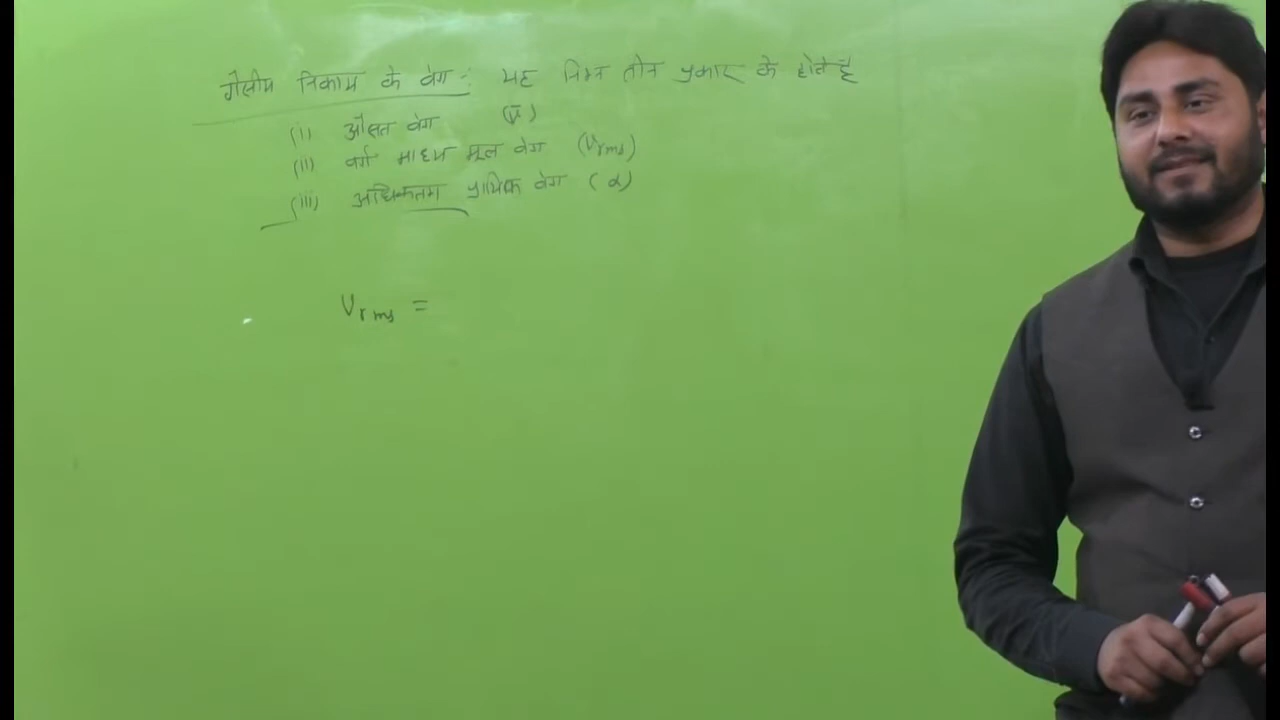 गैसीय निकाय के वेग : यह निम्न तीन प्रकार के होते है
(i) औसत वेग (v̄)
(ii) वर्ग माध्य मूल वेग (Vrms)
(iii) अधिकतम प्रायिक वेग (α)
Vrms =